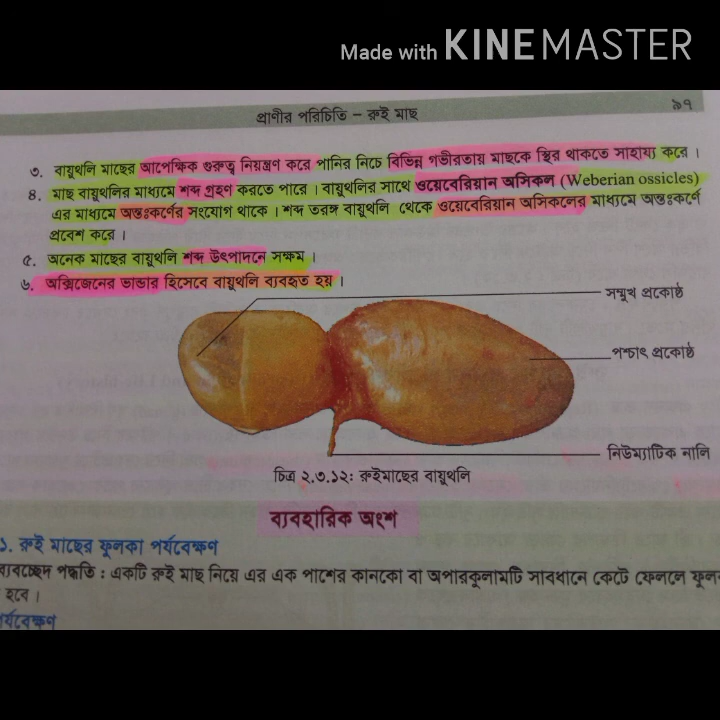 Made with KINEMASTER
প্রাণীর পরিচিতি – রুই মাছ
৯৭
৩. বায়ুথলি মাছের আপেক্ষিক গুরুত্ব নিয়ন্ত্রণ করে পানির নিচে বিভিন্ন গভীরতায় মাছকে স্থির থাকতে সাহায্য করে।
৪. মাছ বায়ুথলির মাধ্যমে শব্দ গ্রহণ করতে পারে। বায়ুথলির সাথে ওয়েবেরিয়ান অসিকল (Weberian ossicles)
এর মাধ্যমে অন্তঃকর্ণের সংযোগ থাকে। শব্দ তরঙ্গ বায়ুথলি থেকে ওয়েবেরিয়ান অসিকলের মাধ্যমে অন্তঃকর্ণে
প্রবেশ করে।
৫. অনেক মাছের বায়ুথলি শব্দ উৎপাদনে সক্ষম।
৬. অক্সিজেনের ভান্ডার হিসেবে বায়ুথলি ব্যবহৃত হয়।
সম্মুখ প্রকোষ্ঠ
পশ্চাৎ প্রকোষ্ঠ
নিউম্যাটিক নালি
চিত্র ২.৩.১২: রুইমাছের বায়ুথলি
ব্যবহারিক অংশ
১. রুই মাছের ফুলকা পর্যবেক্ষণ
ব্যবচ্ছেদ পদ্ধতি : একটি রুই মাছ নিয়ে এর এক পাশের কানকো বা অপারকুলামটি সাবধানে কেটে ফেললে
হবে।
পর্যবেক্ষণ